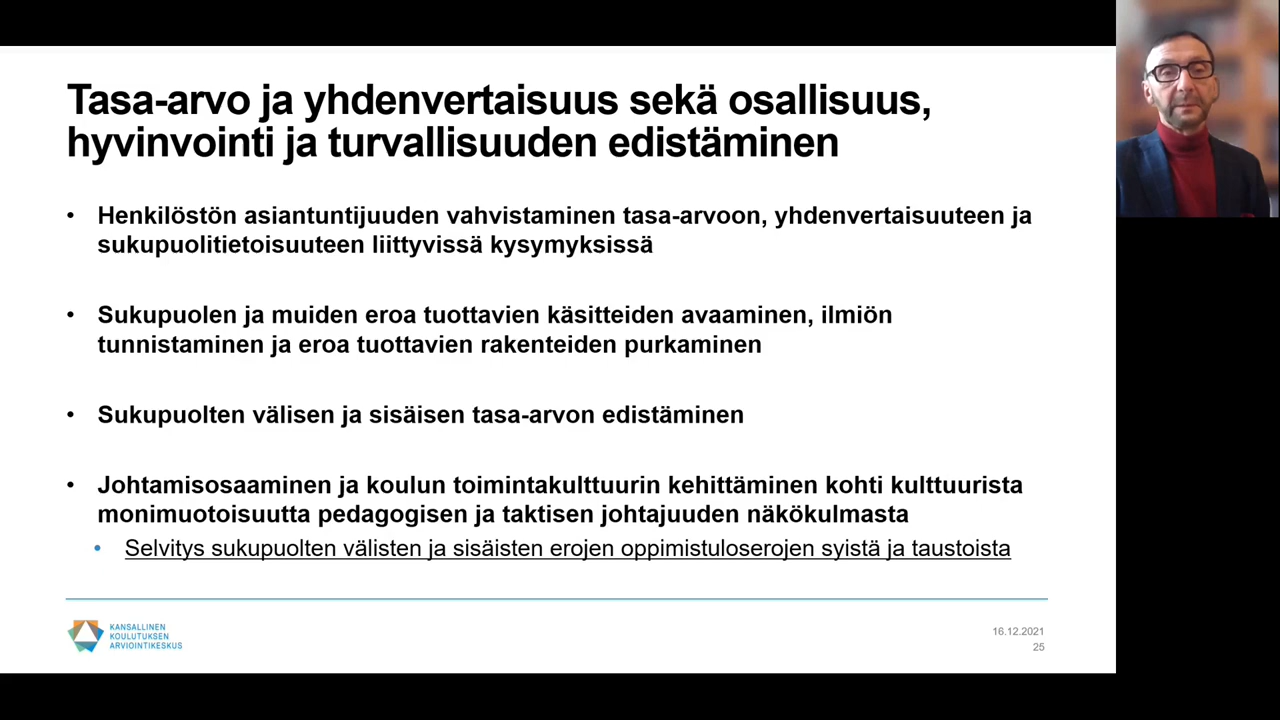 Tasa-arvo ja yhdenvertaisuus sekä osallisuus,
hyvinvointi ja turvallisuuden edistäminen
• Henkilöstön asiantuntijuuden vahvistaminen tasa-arvoon, yhdenvertaisuuteen ja
sukupuolitietoisuuteen liittyvissä kysymyksissä
• Sukupuolen ja muiden eroa tuottavien käsitteiden avaaminen, ilmiön
tunnistaminen ja eroa tuottavien rakenteiden purkaminen
• Sukupuolten välisen ja sisäisen tasa-arvon edistäminen
• Johtamisosaaminen ja koulun toimintakulttuurin kehittäminen kohti kulttuurista
monimuotoisuutta pedagogisen ja taktisen johtajuuden näkökulmasta
• Selvitys sukupuolten välisten ja sisäisten erojen oppimistuloserojen syistä ja taustoista
KANSALLINEN
KOULUTUKSEN
ARVIOINTIKESKUS
16.12.2021
25